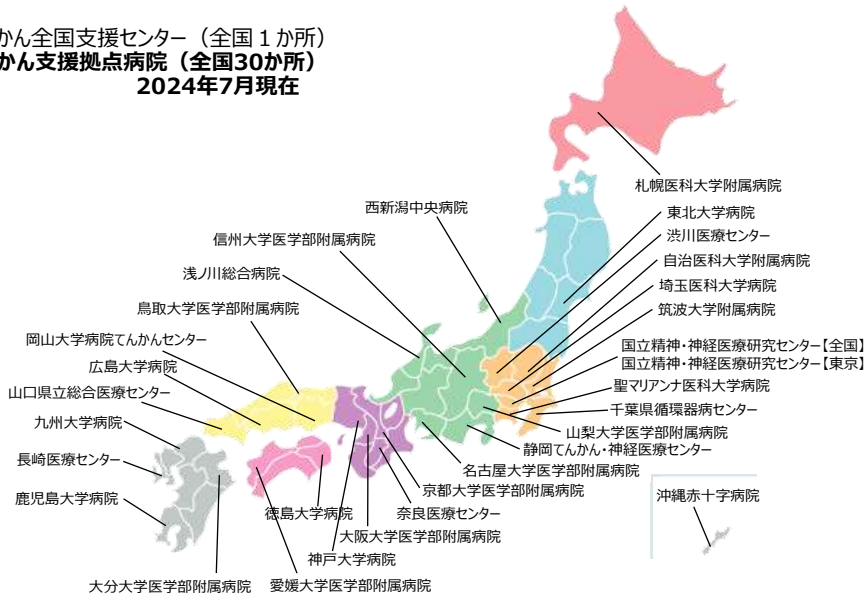 かん全国支援センター（全国１か所）
かん支援拠点病院（全国30か所）
2024年7月現在
札幌医科大学附属病院
西新潟中央病院
東北大学病院
信州大学医学部附属病院
渋川医療センター
浅ノ川総合病院
自治医科大学附属病院
埼玉医科大学病院
鳥取大学医学部附属病院
筑波大学附属病院
岡山大学病院てんかんセンター
国立精神・神経医療研究センター【全国】
広島大学病院
国立精神・神経医療研究センター【東京】
山口県立総合医療センター
聖マリアンナ医科大学病院
千葉県循環器病センター
九州大学病院
山梨大学医学部附属病院
静岡てんかん・神経医療センター
長崎医療センター
名古屋大学医学部附属病院
京都大学医学部附属病院
鹿児島大学病院
沖縄赤十字病院
徳島大学病院
奈良医療センター
大阪大学医学部附属病院
神戸大学病院
大分大学医学部附属病院
愛媛大学医学部附属病院